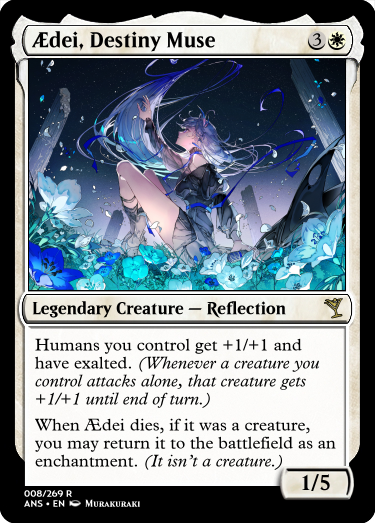 Ædei, Destiny Muse 3
Legendary Creature — Reflection
Humans you control get +1/+1 and
have exalted. (Whenever a creature you
control attacks alone, that creature gets
+1/+1 until end of turn.)
When Ædei dies, if it was a creature,
you may return it to the battlefield as an
enchantment. (It isn't a creature.)
1/5
008/269 R
ANS • EN Murakuraki